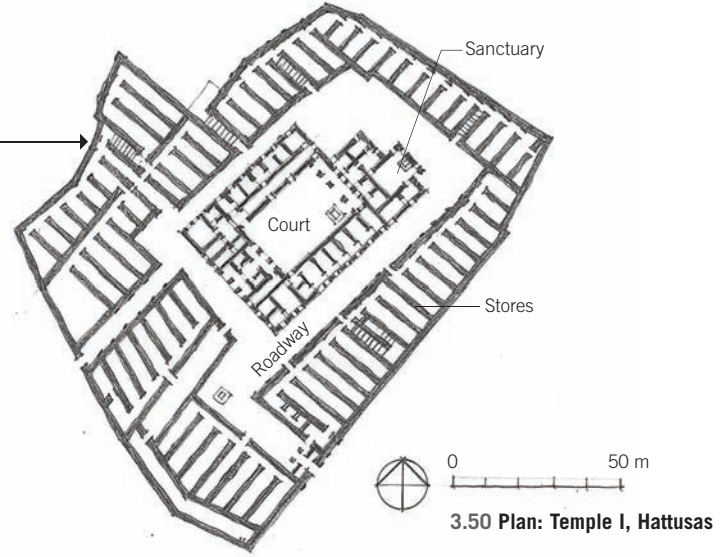 Sanctuary
Court
Stores
Roadway
0 50 m
3.50 Plan: Temple I, Hattusas